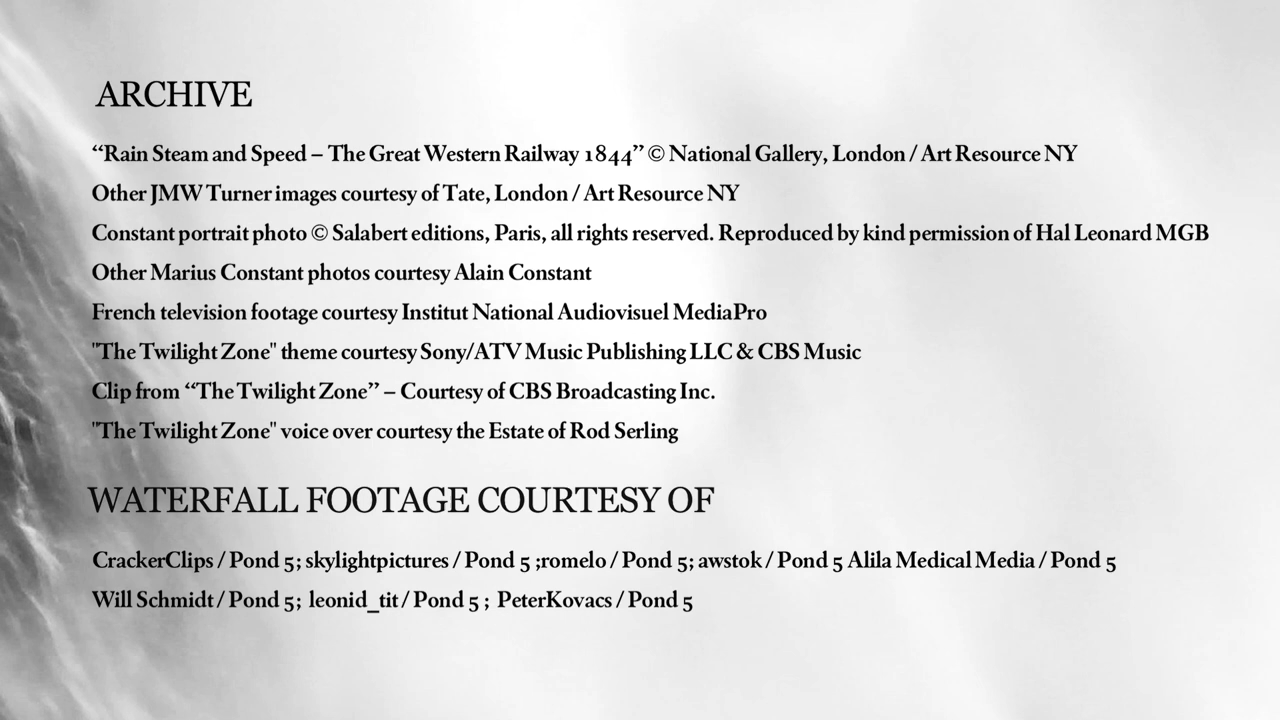 ARCHIVE
“Rain Steam and Speed – The Great Western Railway 1844” © National Gallery, London / Art Resource NY
Other JMW Turner images courtesy of Tate, London / Art Resource NY
Constant portrait photo © Salabert editions, Paris, all rights reserved. Reproduced by kind permission of Hal Leonard MGB
Other Marius Constant photos courtesy Alain Constant
French television footage courtesy Institut National Audiovisuel MediaPro
"The Twilight Zone" theme courtesy Sony/ATV Music Publishing LLC & CBS Music
Clip from “The Twilight Zone” – Courtesy of CBS Broadcasting Inc.
"The Twilight Zone" voice over courtesy the Estate of Rod Serling
WATERFALL FOOTAGE COURTESY OF
CrackerClips / Pond 5; skylightpictures / Pond 5 ;romelo / Pond 5; awstok / Pond 5 Alila Medical Media / Pond 5
Will Schmidt / Pond 5; leonid_tit / Pond 5 ; PeterKovacs / Pond 5